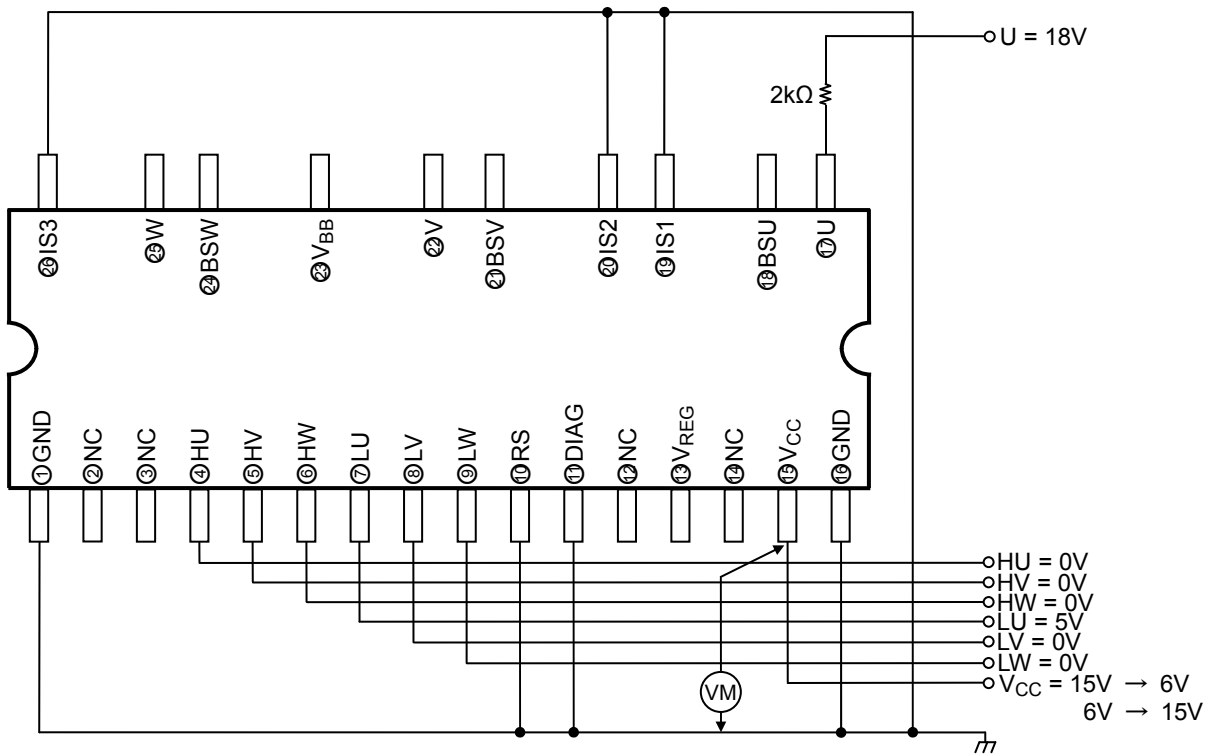 U = 18V
2kΩ
㉖IS3
㉕W
㉔BSW
㉓VBB
㉒V
㉑BSV
⑳IS2
⑲IS1
⑱BSU
⑰U
①GND
②NC
③NC
④HU
⑤HV
⑥HW
⑦LU
⑧LV
⑨LW
⑩RS
⑪DIAG
⑫NC
⑬VREG
⑭NC
⑮VCC
⑯GND
HU = 0V
HV = 0V
HW = 0V
LU = 5V
LV = 0V
LW = 0V
VM
VCC = 15V → 6V
6V → 15V